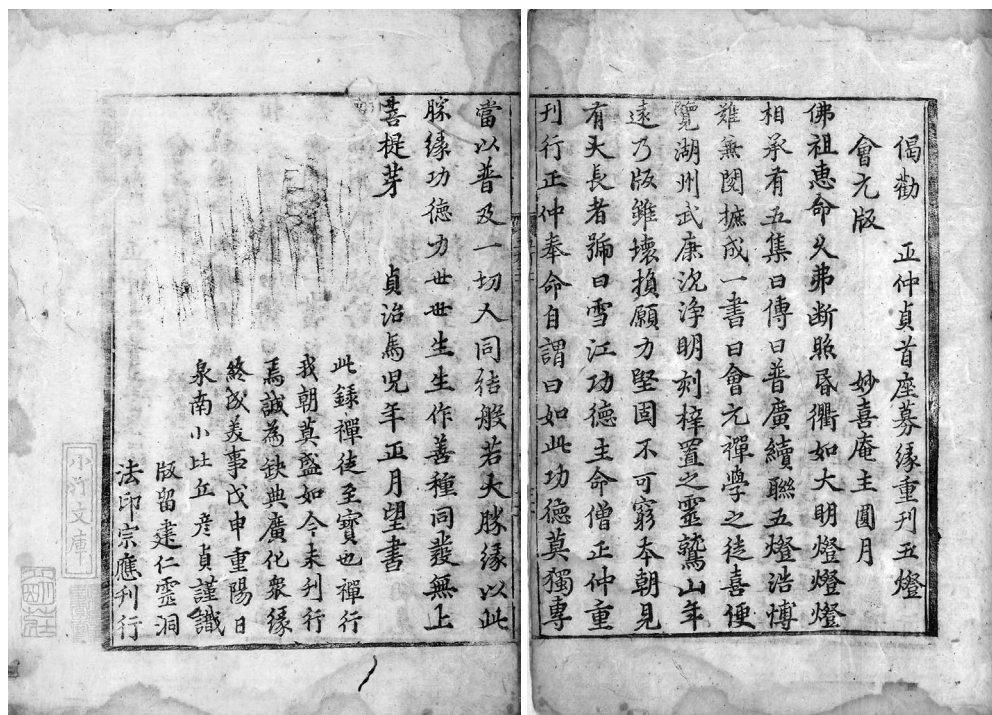 偈勸　正仲貞首座募緣重刊五燈
會元版　　　妙喜庵主圓月
佛祖惠命久弗断照昏衢如大明燈燈燈
相承有五集曰傳曰普廣續聯五燈浩博
難無閱摭成一書曰會元禪學之徒喜便
覽湖州武康沈淨明刻梓置之靈鷲山年
遠乃版雖壞損願力堅固不可窮本朝見
有大長者號曰雪江功德主命僧正仲重
刊行正仲奉命自謂曰如此功德莫獨專
當以普及一切人同结般若大勝緣以此
勝緣功德力世世生生作善種同發無上
菩提芽　　貞治馬児年正月望書
此録禪徒至寶也禪行
我朝莫盛如今未刊行
焉誠為缺典廣化衆緣
終成美事戊申重陽日
泉南小比丘彦貞謹識
版留建仁靈洞
法印宗應刊行
小汀文庫